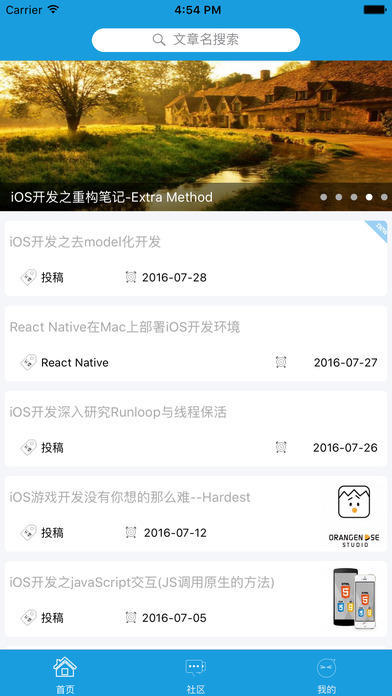 Carrier 4:54 PM
文章名搜索
iOS开发之重构笔记-Extra Method
iOS开发之去model化开发
NEW
投稿 2016-07-28
React Native在Mac上部署iOS开发环境
React Native 2016-07-27
iOS开发深入研究Runloop与线程保活
投稿 2016-07-26
iOS游戏开发没有你想的那么难--Hardest
投稿 2016-07-12
ORANGENOSE
STUDIO
iOS开发之javaScript交互(JS调用原生的方法)
投稿 2016-07-05
HTML
5
HTML
5
首页 社区 我的